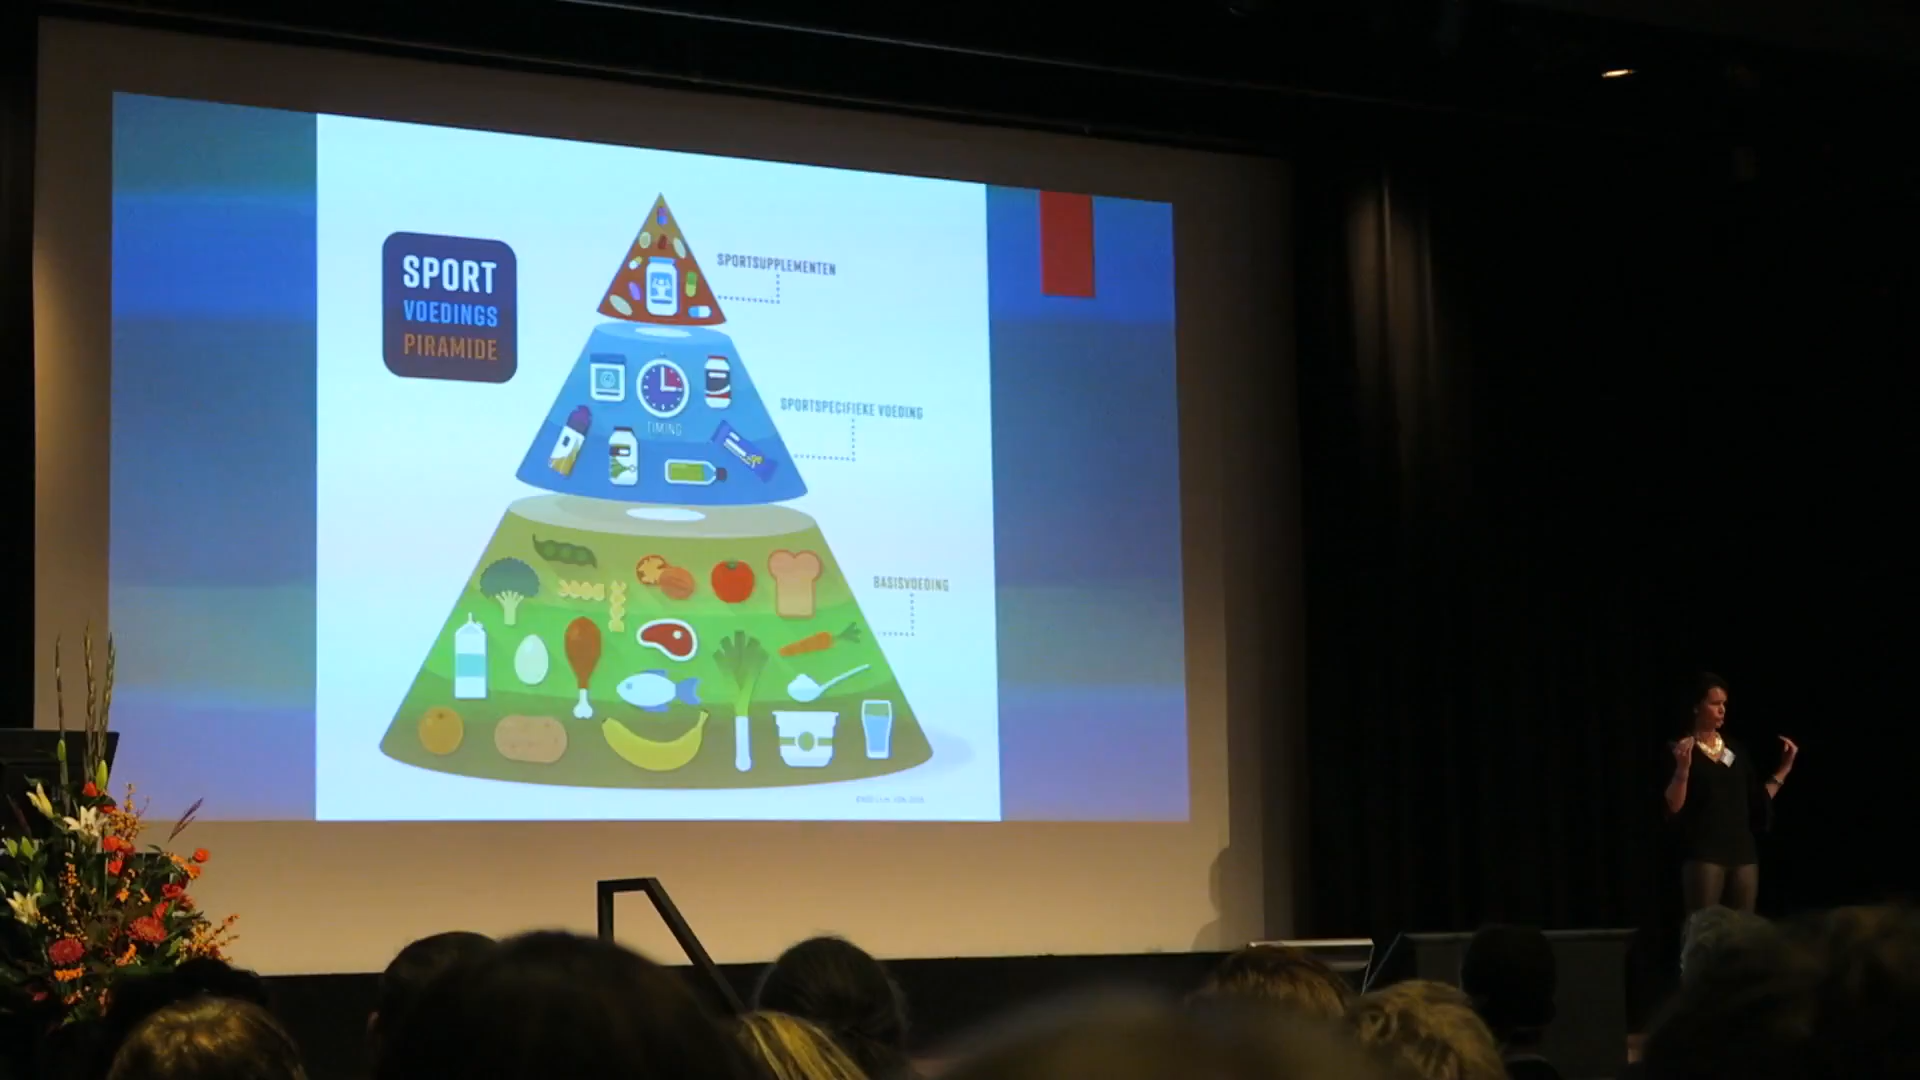 SPORT
VOEDINGS
PIRAMIDE
SPORTSUPPLEMENTEN
SPORTSPECIFIEKE VOEDING
TIMING
BASISVOEDING